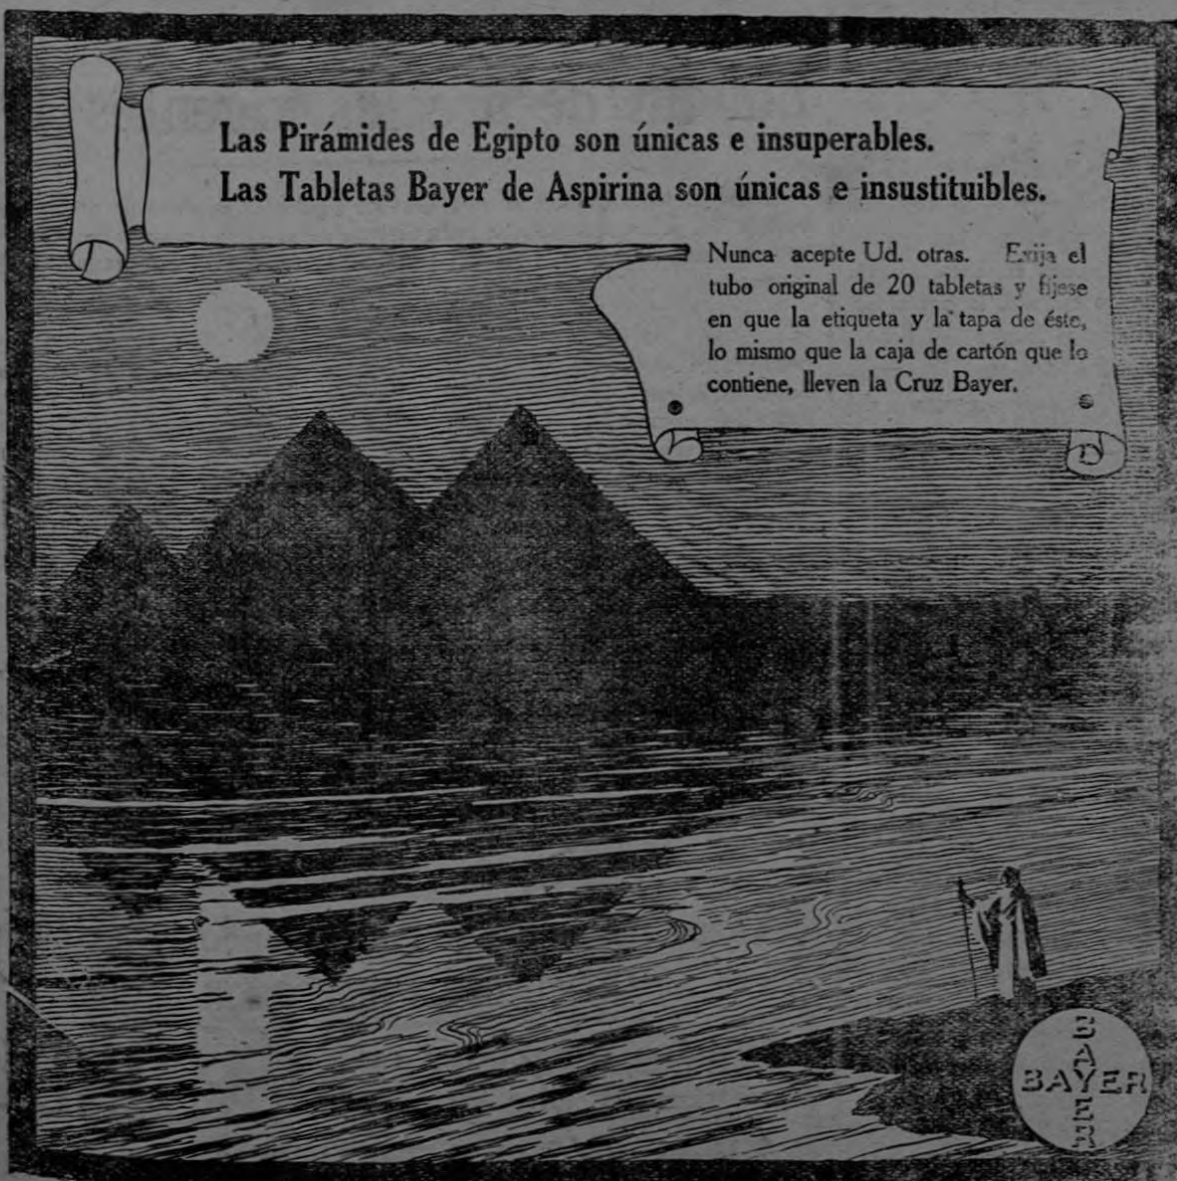 Las Pirámides de Egipto son únicas e insuperables.
Las Tabletas Bayer de Aspirina son únicas e insustituibles.
Nunca acepte Ud. otras. Exija el
tubo original de 20 tabletas y fijese
en que la etiqueta y la tapa de éste,
lo mismo que la caja de cartón que lo
contiene, lleven la Cruz Bayer.
BAYER
BAYER